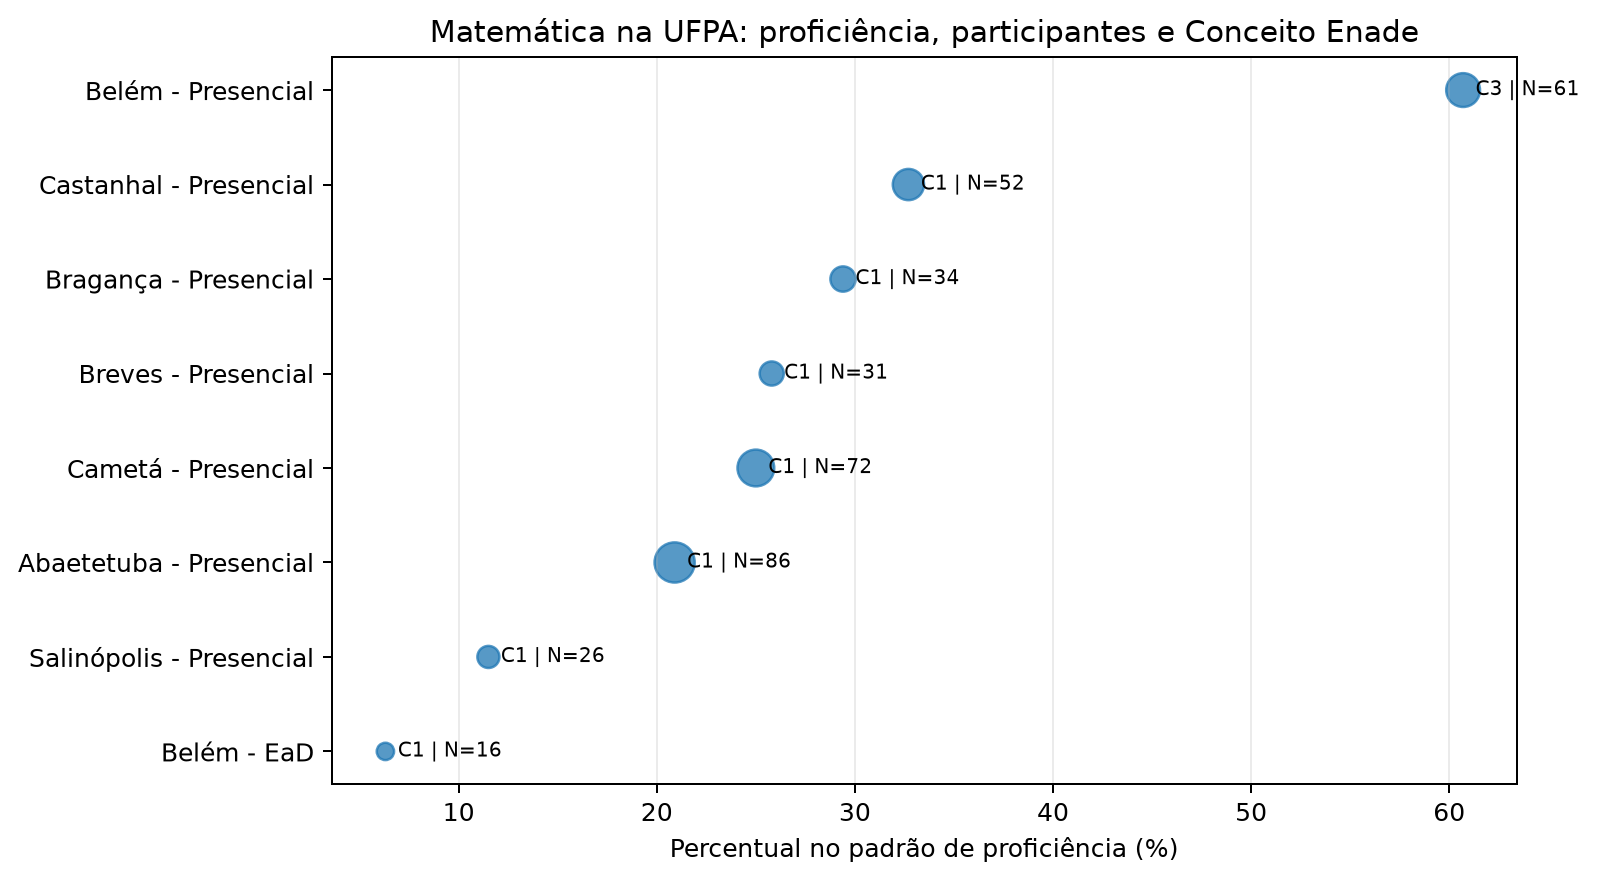 Matemática na UFPA: proficiência, participantes e Conceito Enade
Belém - Presencial
C3 | N=61
Castanhal - Presencial
C1 | N=52
Bragança - Presencial
C1 | N=34
Breves - Presencial
C1 | N=31
Cametá - Presencial
C1 | N=72
Abaetetuba - Presencial
C1 | N=86
Salinópolis - Presencial
C1 | N=26
Belém - EaD
C1 | N=16
10 20 30 40 50 60
Percentual no padrão de proficiência (%)